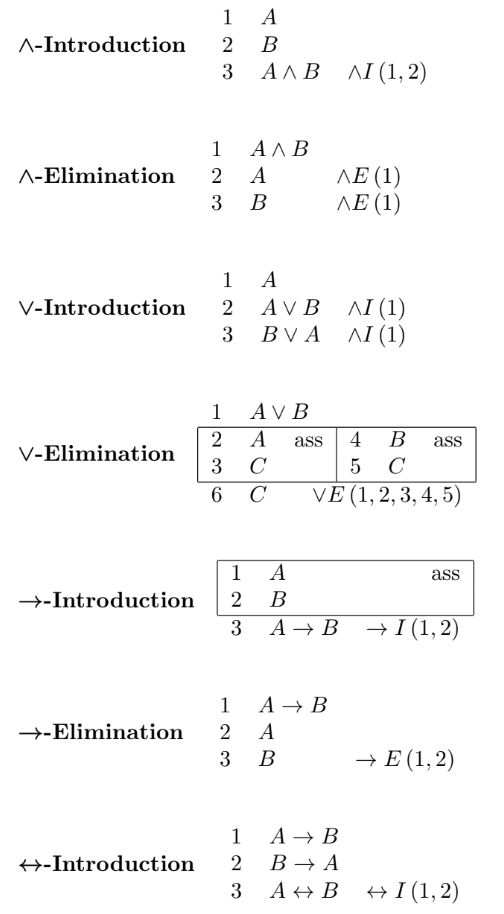 1 A
∧-Introduction 2 B
3 A ∧ B ∧I (1, 2)
1 A ∧ B
∧-Elimination 2 A ∧E (1)
3 B ∧E (1)
1 A
∨-Introduction 2 A ∨ B ∧I (1)
3 B ∨ A ∧I (1)
1 A ∨ B
2 A ass 4 B ass
∨-Elimination
3 C 5 C
6 C ∨E (1, 2, 3, 4, 5)
1 A ass
→-Introduction 2 B
3 A → B → I (1, 2)
1 A → B
→-Elimination 2 A
3 B → E (1, 2)
1 A → B
↔-Introduction 2 B → A
3 A ↔ B ↔ I (1, 2)